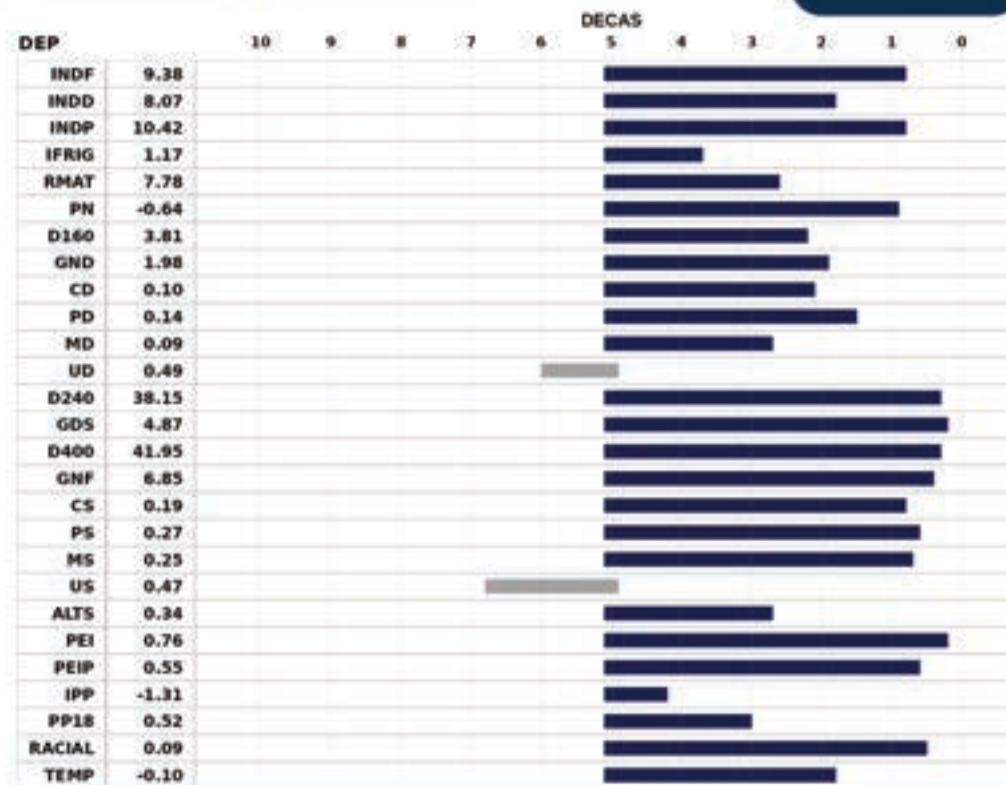 DECAS
DEP 10 9 8 7 6 5 4 3 2 1 0
INDF 9.38
INDD 8.07
INDP 10.42
IFRIG 1.17
RMAT 7.78
PN -0.64
D160 3.81
GND 1.98
CD 0.10
PD 0.14
MD 0.09
UD 0.49
D240 38.15
GDS 4.87
D400 41.95
GNF 6.85
CS 0.19
PS 0.27
MS 0.25
US 0.47
ALTS 0.34
PEI 0.76
PEIP 0.55
IPP -1.31
PP18 0.52
RACIAL 0.09
TEMP -0.10